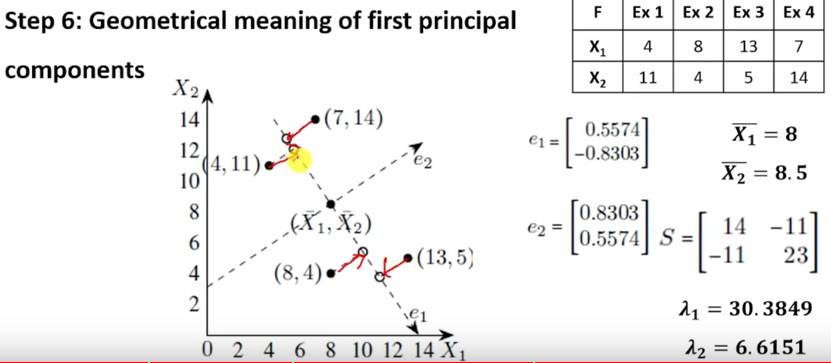 Step 6: Geometrical meaning of first principal
components
F Ex 1 Ex 2 Ex 3 Ex 4
X₁ 4 8 13 7
X₂ 11 4 5 14
X₂
14
12
10
8
6
4
2
0 2 4 6 8 10 12 14 X₁
(7, 14)
(4, 11)
e₂
(X̄₁, X̄₂)
(8, 4)
(13, 5)
e₁
e₁ = [0.5574
-0.8303]
X̄₁ = 8
X̄₂ = 8.5
e₂ = [0.8303
0.5574]
S = [14 -11
-11 23]
λ₁ = 30.3849
λ₂ = 6.6151